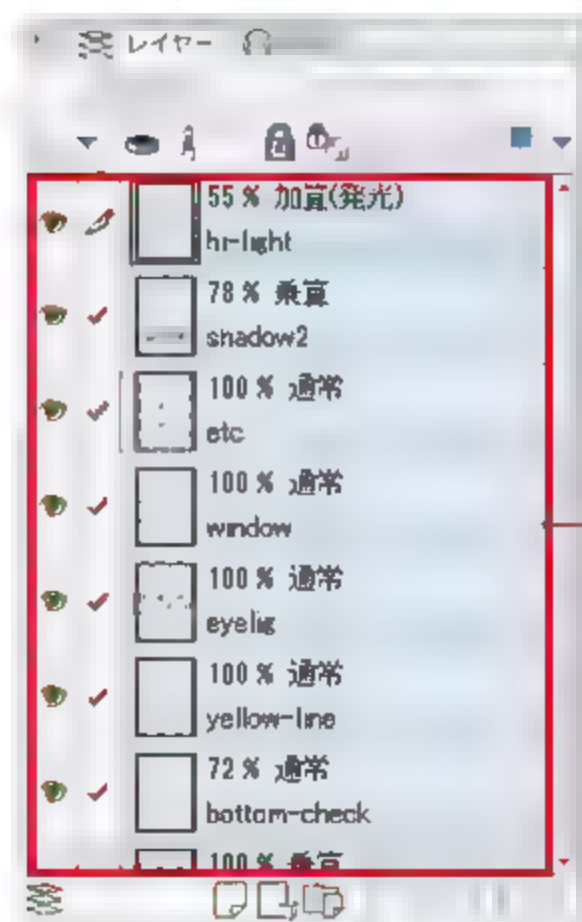 レイヤー
55 % 加算(発光)
hr-light
78 % 乗算
shadow2
100 % 通常
etc
100 % 通常
window
100 % 通常
eyelig
100 % 通常
yellow-line
72 % 通常
bottom-check
100 % 乗算